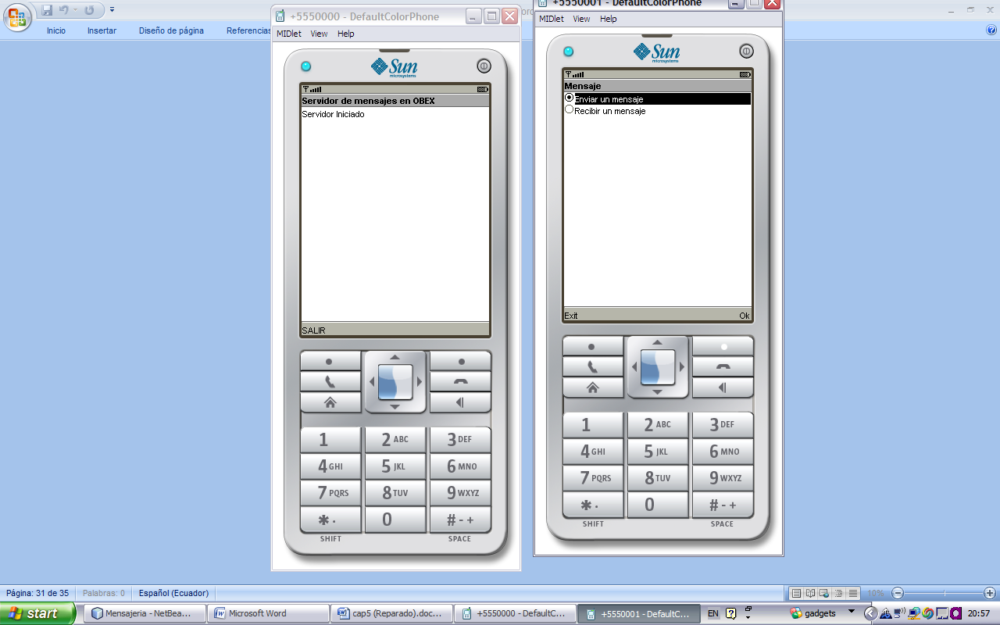 Inicio Insertar Diseño de página Referencias
+5550000 - DefaultColorPhone
MIDlet View Help
Sun
microsystems
Servidor de mensajes en OBEX
Servidor Iniciado
SALIR
1 2 ABC 3 DEF
4 GHI 5 JKL 6 MNO
7 PQRS 8 TUV 9 WXYZ
* . 0 # - +
SHIFT SPACE
+5550001 - DefaultColorPhone
MIDlet View Help
Sun
microsystems
Mensaje
Enviar un mensaje
Recibir un mensaje
Exit Ok
1 2 ABC 3 DEF
4 GHI 5 JKL 6 MNO
7 PQRS 8 TUV 9 WXYZ
* . 0 # - +
SHIFT SPACE
Página: 31 de 35 Palabras: 0 Español (Ecuador) 10%
start Mensajeria - NetBea... Microsoft Word cap5 (Reparado).doc... +5550000 - DefaultC... +5550001 - DefaultC... EN gadgets 20:57